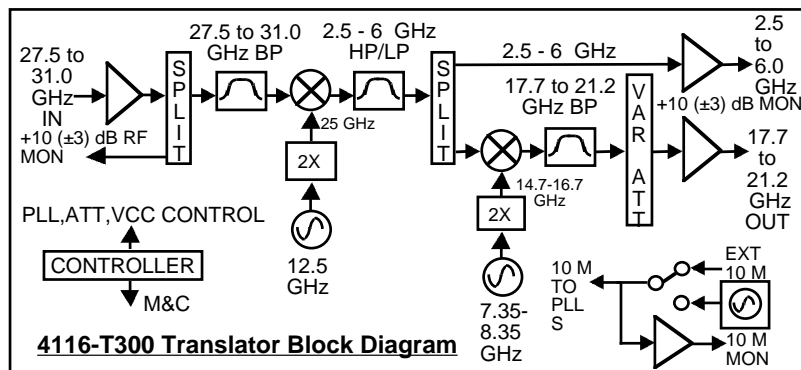 27.5 to
31.0
GHz
IN
+10 (±3) dB RF
MON
SPLIT
27.5 to 31.0
GHz BP
25 GHz
2X
12.5
GHz
2.5 - 6 GHz
HP/LP
SPLIT
2.5 - 6 GHz
2.5
to
6.0
GHz
+10 (±3) dB MON
17.7 to 21.2
GHz BP
14.7-16.7
GHz
2X
7.35-
8.35
GHz
VAR ATT
17.7
to
21.2
GHz
OUT
PLL,ATT,VCC CONTROL
CONTROLLER
M&C
10 M
TO
PLL
S
EXT
10 M
10 M
MON
4116-T300 Translator Block Diagram